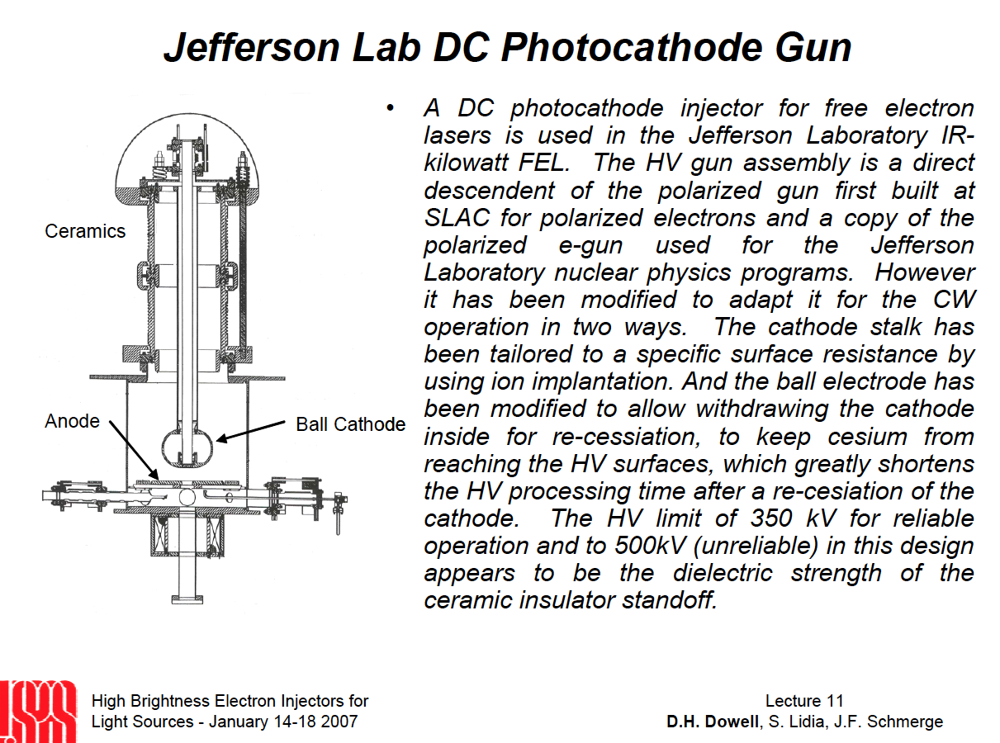 Jefferson Lab DC Photocathode Gun
• A DC photocathode injector for free electron
lasers is used in the Jefferson Laboratory IR-
kilowatt FEL. The HV gun assembly is a direct
descendent of the polarized gun first built at
SLAC for polarized electrons and a copy of the
polarized e-gun used for the Jefferson
Laboratory nuclear physics programs. However
it has been modified to adapt it for the CW
operation in two ways. The cathode stalk has
been tailored to a specific surface resistance by
using ion implantation. And the ball electrode has
been modified to allow withdrawing the cathode
inside for re-cessiation, to keep cesium from
reaching the HV surfaces, which greatly shortens
the HV processing time after a re-cesiation of the
cathode. The HV limit of 350 kV for reliable
operation and to 500kV (unreliable) in this design
appears to be the dielectric strength of the
ceramic insulator standoff.
Ceramics
Anode
Ball Cathode
High Brightness Electron Injectors for
Light Sources - January 14-18 2007
Lecture 11
D.H. Dowell, S. Lidia, J.F. Schmerge